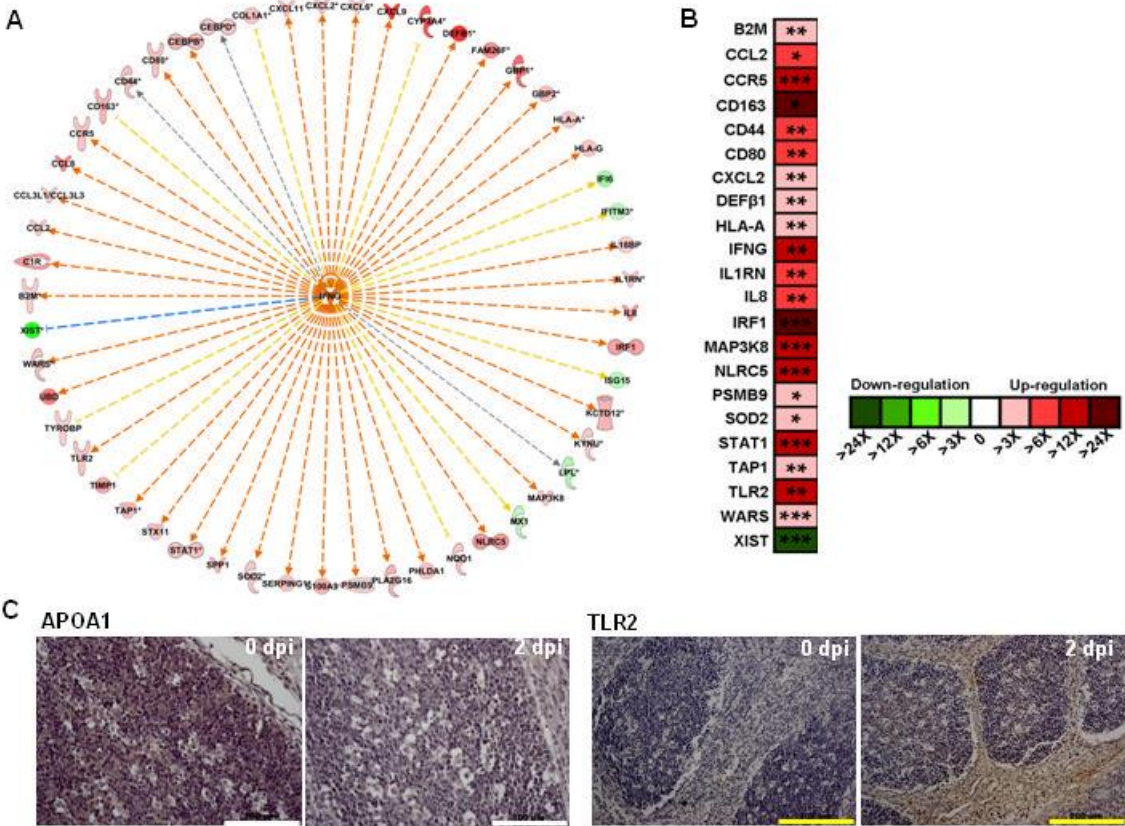 A
COL1A1*
CXCL11
CXCL2*
CXCL6*
CXCL9
CYP3A4*
DEFB1*
FAM26F*
GBP1*
GBP2*
HLA-A*
HLA-G
IFI6
IFITM3*
IL18BP
IL1RN*
IL8
IRF1
ISG15
KCTD12*
KYNU*
LPL*
MAP3K8
MX1
NLRC5
NQO1
PHLDA1
PLA2G16
PSMB9
S100A9
SERPING1*
SOD2*
SPP1
STAT1*
STX11
TAP1*
TIMP1
TLR2
TYROBP
UBD
WARS*
XIST*
B2M*
C1R
CCL2
CCL3L1/CCL3L3
CCL8
CCR5
CD163*
CD44*
CD80*
CEBPB*
CEBPD*
IFNG
B
B2M **
CCL2 *
CCR5 ***
CD163 *
CD44 **
CD80 **
CXCL2 **
DEFβ1 **
HLA-A **
IFNG ***
IL1RN **
IL8 **
IRF1 ***
MAP3K8 ***
NLRC5 ***
PSMB9 *
SOD2 *
STAT1 ***
TAP1 **
TLR2 **
WARS ***
XIST ***
Down-regulation Up-regulation
>24X >12X >6X >3X 0 >3X >6X >12X >24X
C
APOA1 TLR2
0 dpi 2 dpi 0 dpi 2 dpi